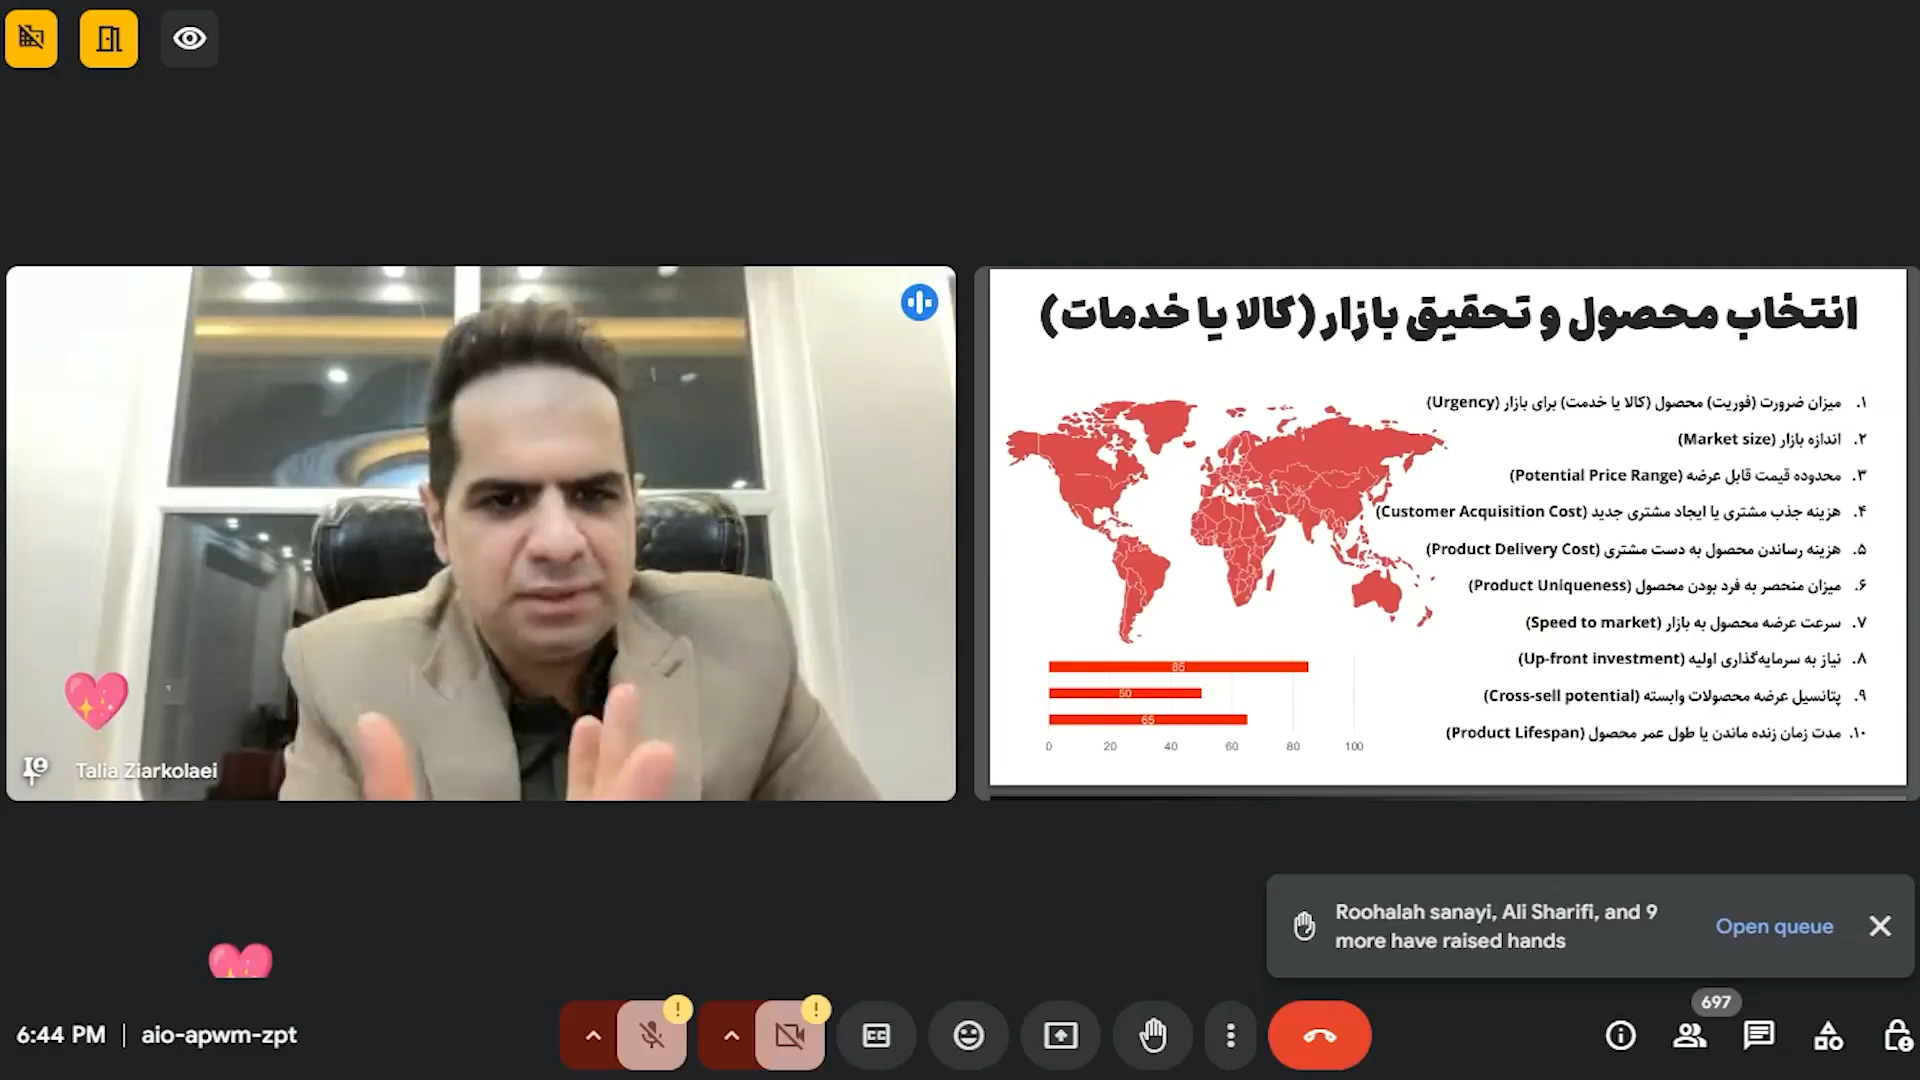 Talia Ziarkolaei
انتخاب محصول و تحقیق بازار (کالا یا خدمات)
۱. میزان ضرورت (فوریت) محصول (کالا یا خدمت) برای بازار (Urgency)
۲. اندازه بازار (Market size)
۳. محدوده قیمت قابل عرضه (Potential Price Range)
۴. هزینه جذب مشتری یا ایجاد مشتری جدید (Customer Acquisition Cost)
۵. هزینه رساندن محصول به دست مشتری (Product Delivery Cost)
۶. میزان منحصر به فرد بودن محصول (Product Uniqueness)
۷. سرعت عرضه محصول به بازار (Speed to market)
۸. نیاز به سرمایه‌گذاری اولیه (Up-front investment)
۹. پتانسیل عرضه محصولات وابسته (Cross-sell potential)
۱۰. مدت زمان زنده ماندن یا طول عمر محصول (Product Lifespan)
85
50
65
0 20 40 60 80 100
Roohalah sanayi, Ali Sharifi, and 9
more have raised hands
Open queue
6:44 PM | aio-apwm-zpt
CC
697